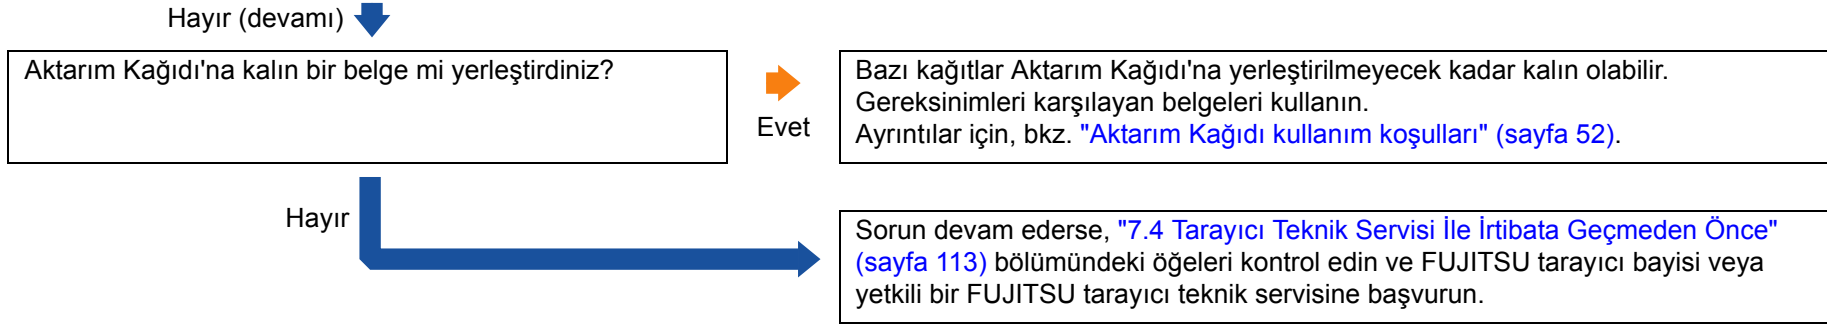 Hayır (devamı)
Aktarım Kağıdı'na kalın bir belge mi yerleştirdiniz?
Evet
Bazı kağıtlar Aktarım Kağıdı'na yerleştirilmeyecek kadar kalın olabilir.
Gereksinimleri karşılayan belgeleri kullanın.
Ayrıntılar için, bkz. "Aktarım Kağıdı kullanım koşulları" (sayfa 52).
Hayır
Sorun devam ederse, "7.4 Tarayıcı Teknik Servisi İle İrtibata Geçmeden Önce"
(sayfa 113) bölümündeki öğeleri kontrol edin ve FUJITSU tarayıcı bayisi veya
yetkili bir FUJITSU tarayıcı teknik servisine başvurun.